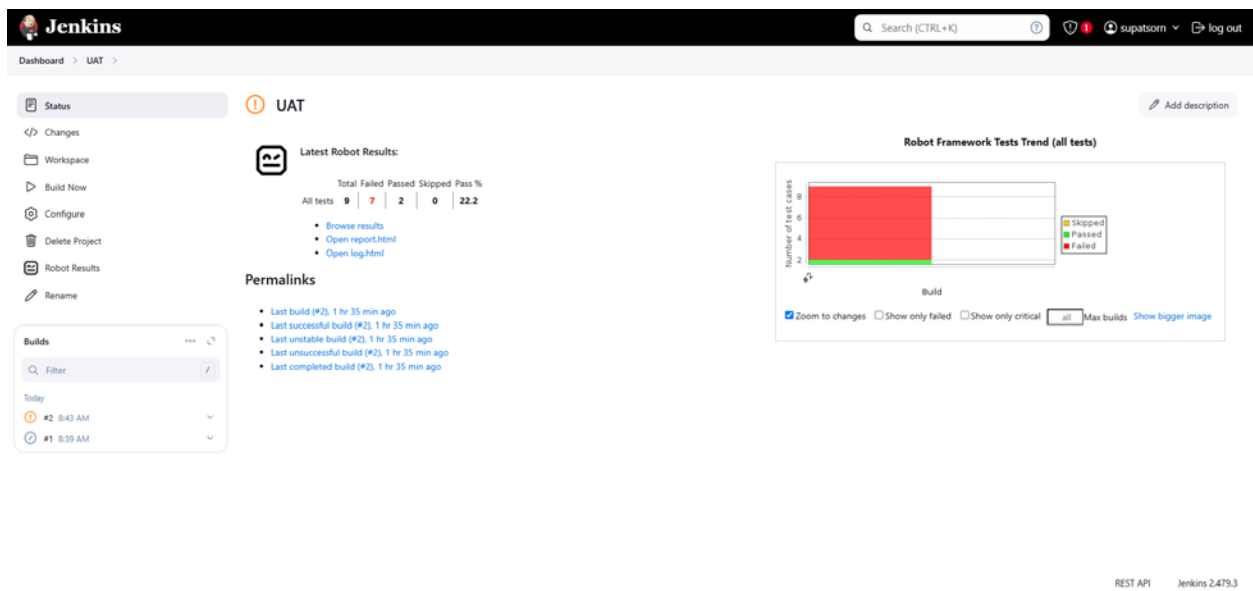 Jenkins
Search (CTRL+K)
?
1
supatsorn
log out
Dashboard > UAT >
Status
Changes
Workspace
Build Now
Configure
Delete Project
Robot Results
Rename
Builds
Filter
/
Today
#2 8:43 AM
#1 8:39 AM
UAT
Add description
Latest Robot Results:
Total Failed Passed Skipped Pass %
All tests 9 7 2 0 22.2
Browse results
Open report.html
Open log.html
Permalinks
Last build (#2), 1 hr 35 min ago
Last successful build (#2), 1 hr 35 min ago
Last unstable build (#2), 1 hr 35 min ago
Last unsuccessful build (#2), 1 hr 35 min ago
Last completed build (#2), 1 hr 35 min ago
Robot Framework Tests Trend (all tests)
Number of test cases
8
6
4
2
#2
Build
Skipped
Passed
Failed
Zoom to changes Show only failed Show only critical all Max builds Show bigger image
REST API Jenkins 2.479.3